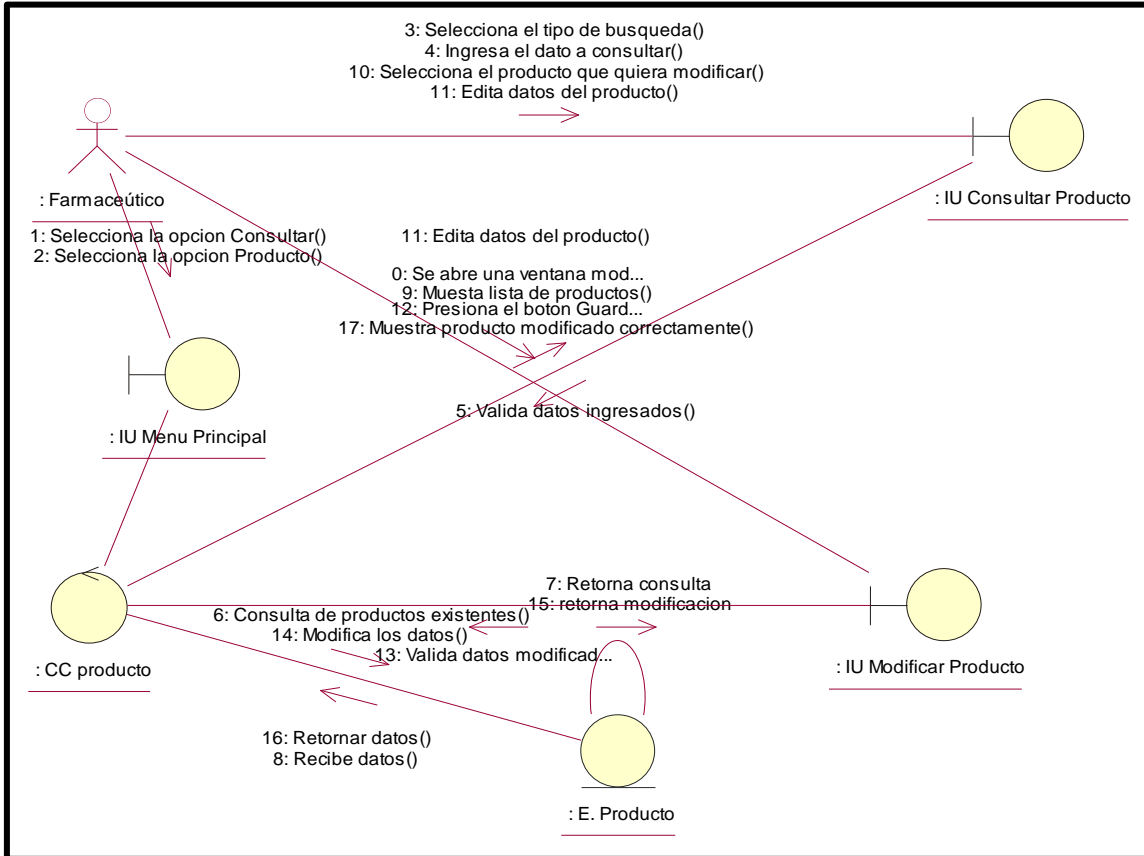 3: Selecciona el tipo de busqueda()
4: Ingresa el dato a consultar()
10: Selecciona el producto que quiera modificar()
11: Edita datos del producto()
: Farmaceútico
: IU Consultar Producto
1: Selecciona la opcion Consultar()
2: Selecciona la opcion Producto()
11: Edita datos del producto()
0: Se abre una ventana mod...
9: Muesta lista de productos()
12: Presiona el boton Guard...
17: Muestra producto modificado correctamente()
5: Valida datos ingresados()
: IU Menu Principal
7: Retorna consulta
15: retorna modificacion
6: Consulta de productos existentes()
14: Modifica los datos()
13: Valida datos modificad...
: CC producto
: IU Modificar Producto
16: Retornar datos()
8: Recibe datos()
: E. Producto